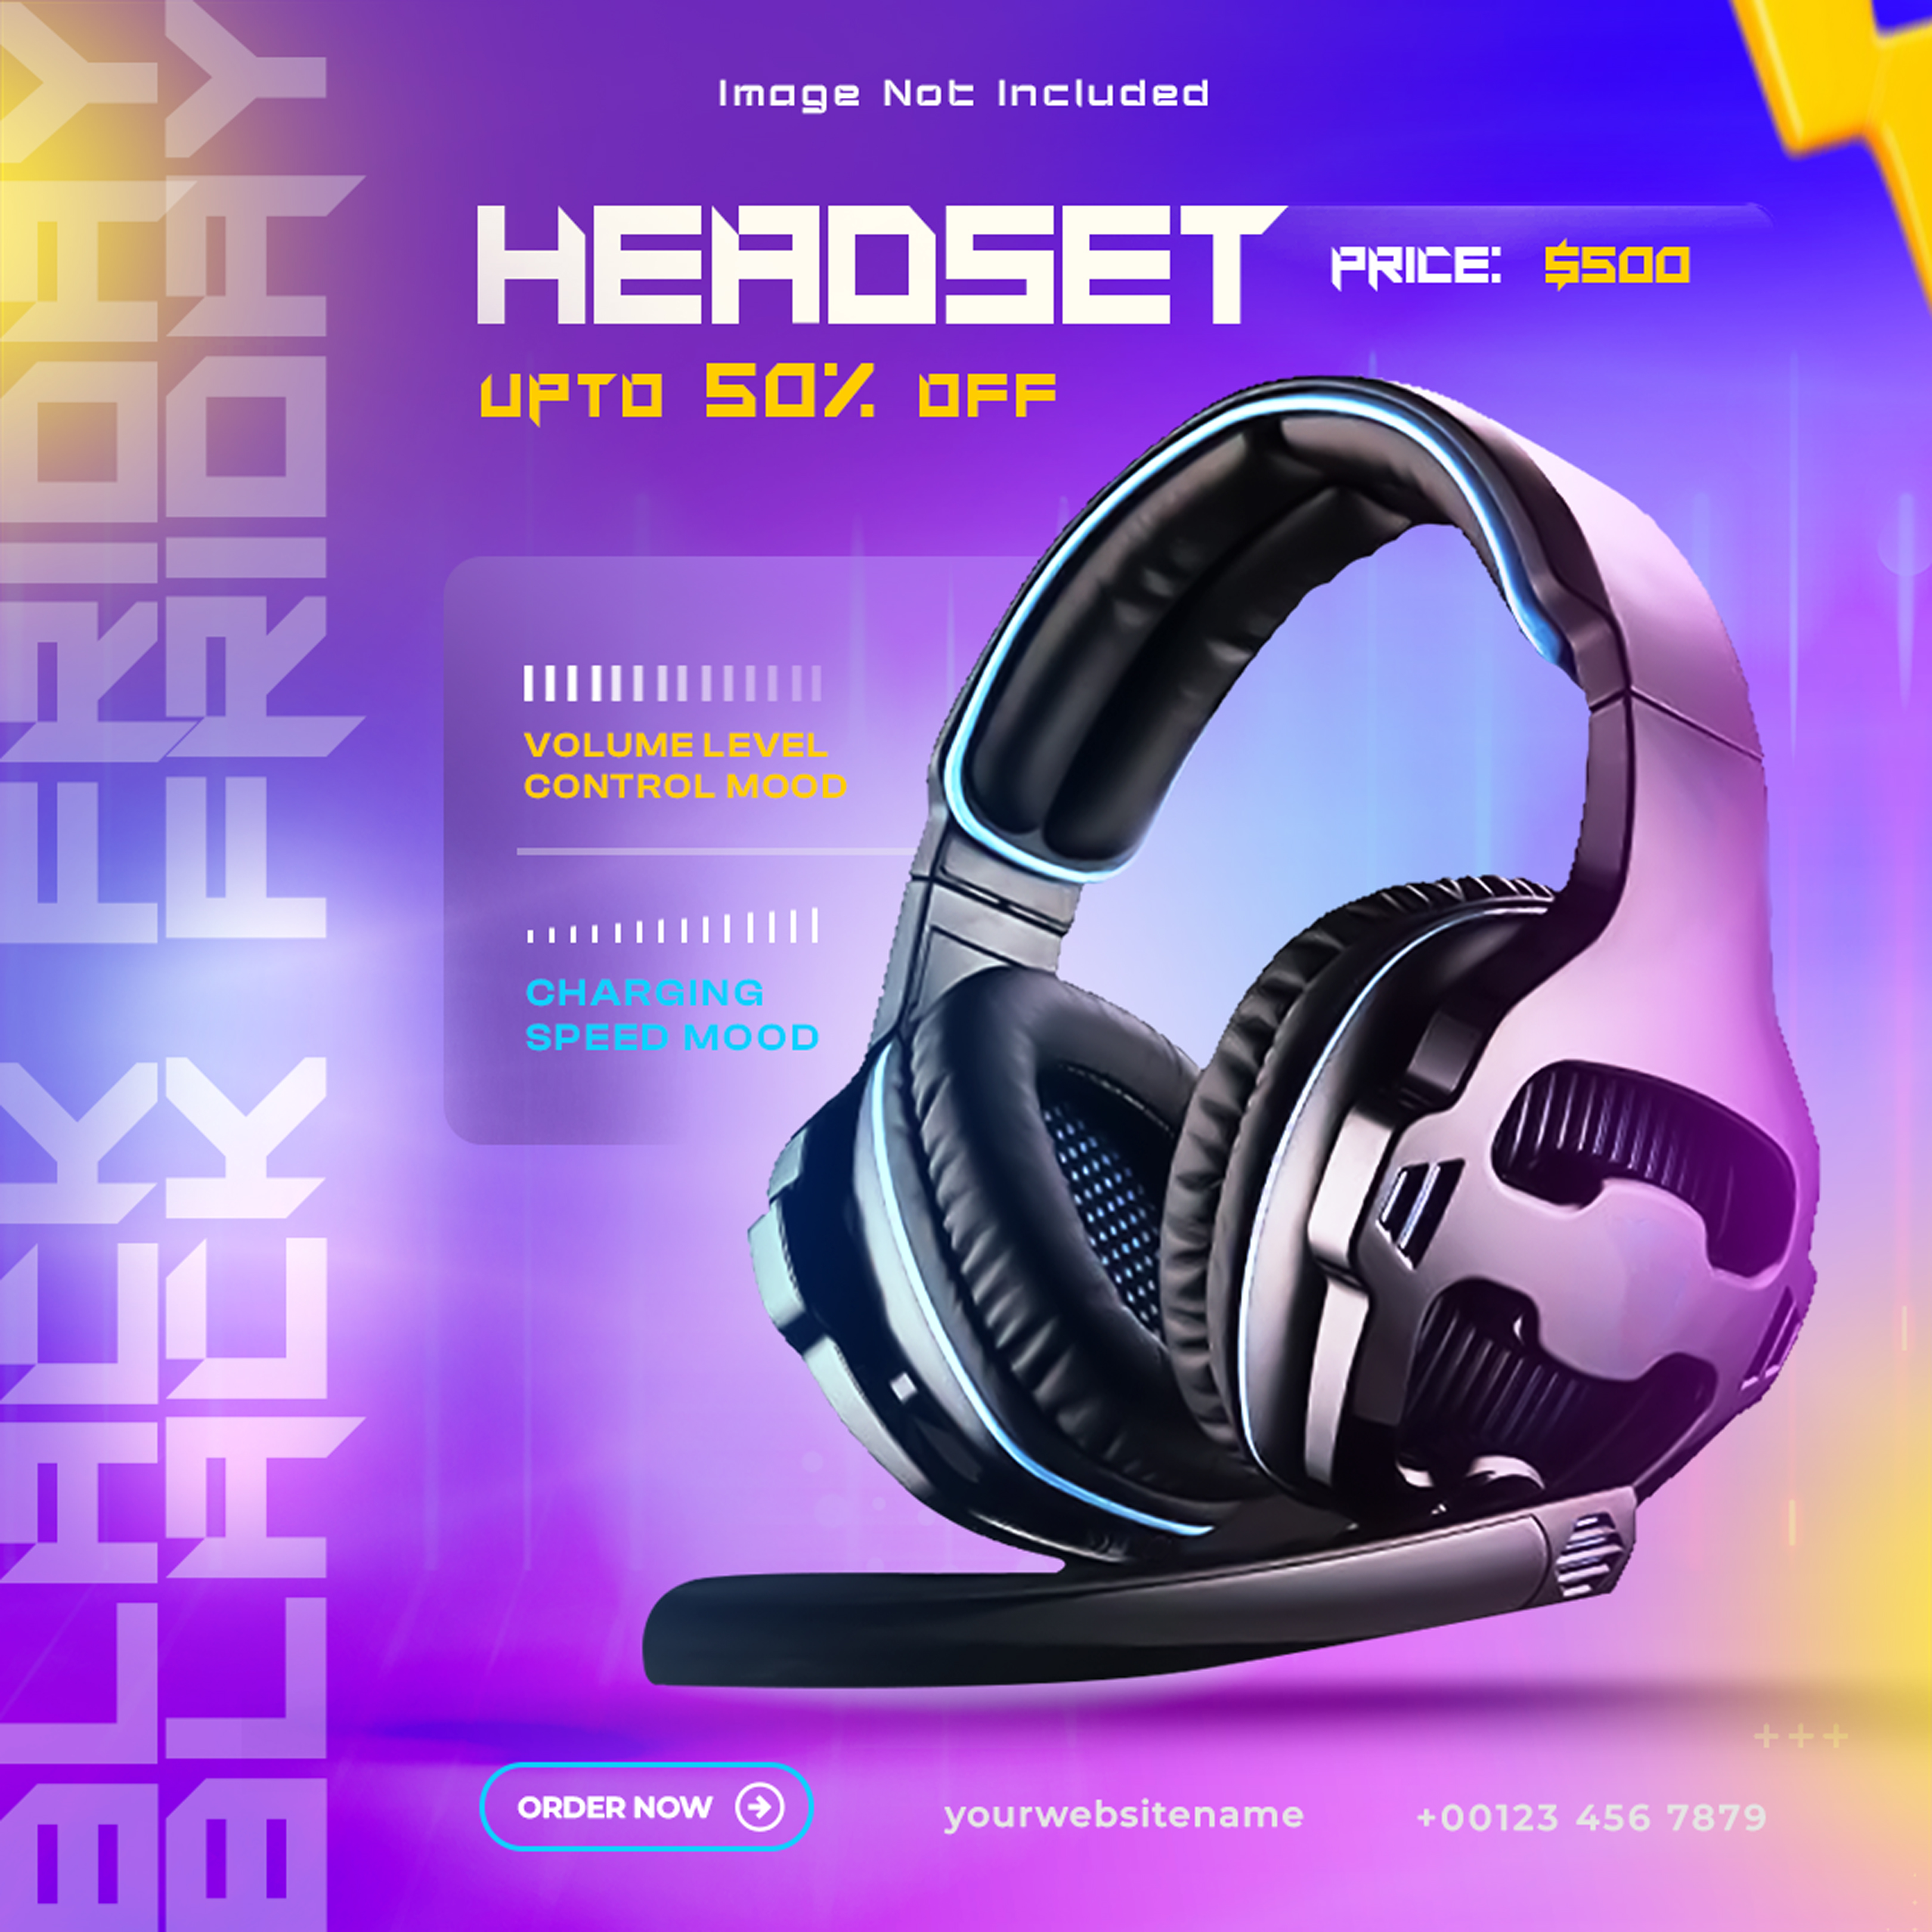 Image Not Included
HEADSET
PRICE: $500
UPTO 50% OFF
VOLUME LEVEL
CONTROL MOOD
CHARGING
SPEED MOOD
BLACK FRIDAY
BLACK FRIDAY
ORDER NOW
yourwebsitename
+00123 456 7879
+++